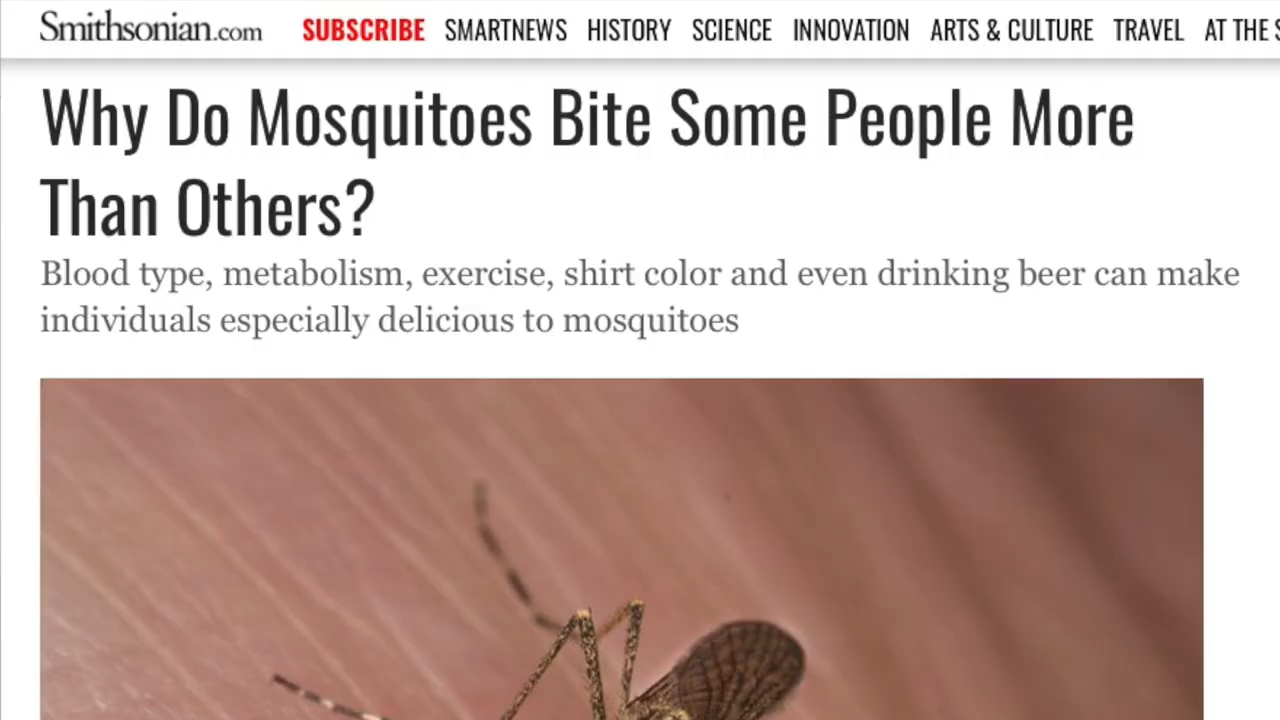 Smithsonian.com SUBSCRIBE SMARTNEWS HISTORY SCIENCE INNOVATION ARTS & CULTURE TRAVEL AT THE
Why Do Mosquitoes Bite Some People More
Than Others?
Blood type, metabolism, exercise, shirt color and even drinking beer can make
individuals especially delicious to mosquitoes